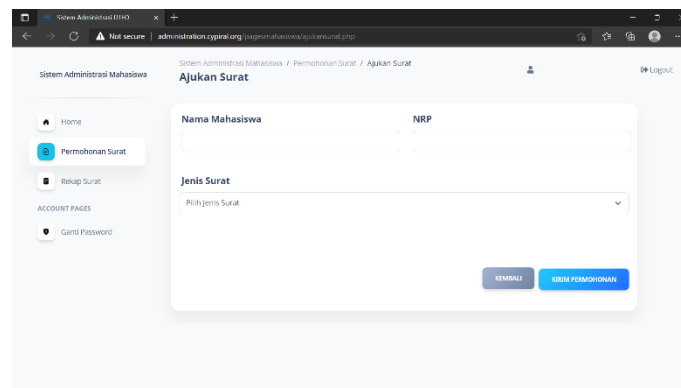 Sistem Administrasi DTHO
Not secure | administration.cypiral.org/pagesmahasiswa/ajukansurat.php
Sistem Administrasi Mahasiswa
Sistem Administrasi Mahasiswa / Permohonan Surat / Ajukan Surat
Ajukan Surat
Logout
Home
Permohonan Surat
Rekap Surat
ACCOUNT PAGES
Ganti Password
Nama Mahasiswa
NRP
Jenis Surat
Pilih Jenis Surat
KEMBALI
KIRIM PERMOHONAN